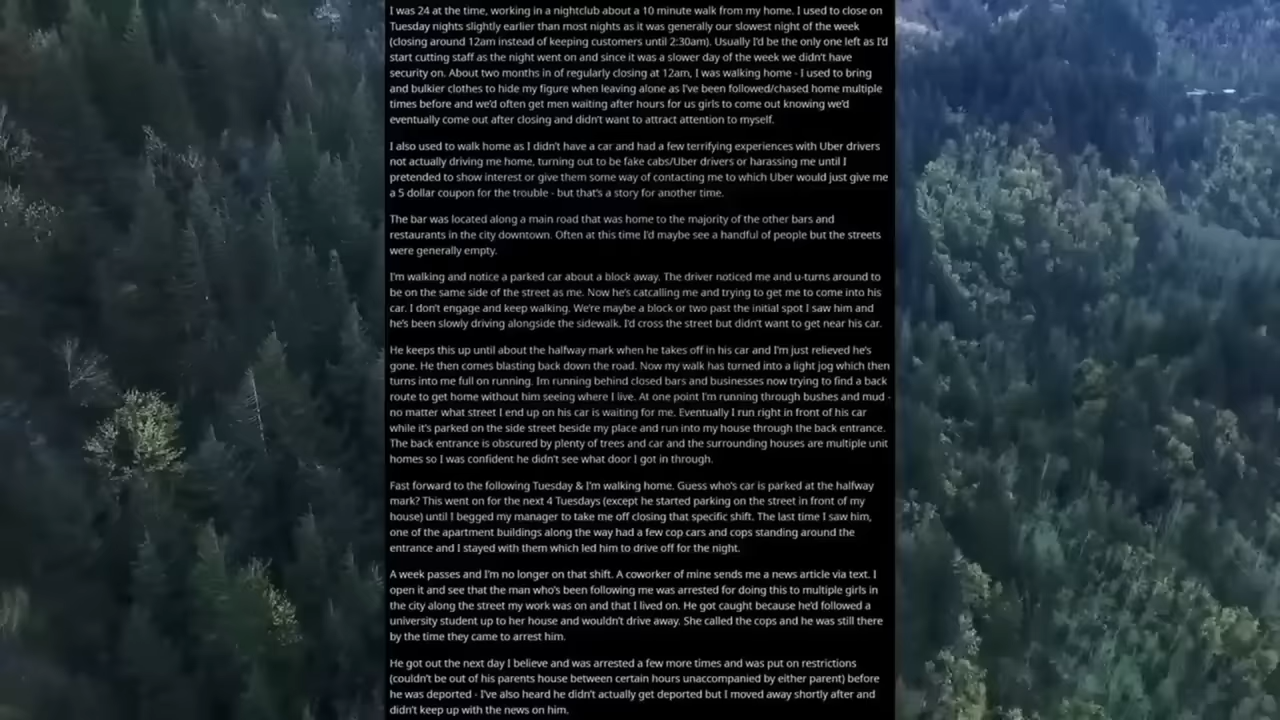 I was 24 at the time, working in a nightclub about a 10 minute walk from my home. I used to close on
Tuesday nights slightly earlier than most nights as it was generally our slowest night of the week
(closing around 12am instead of keeping customers until 2:30am). Usually I'd be the only one left as I'd
start cutting staff as the night went on and since it was a slower day of the week we didn't have
security on. About two months in of regularly closing at 12am, I was walking home - I used to bring
and bulkier clothes to hide my figure when leaving alone as I've been followed/chased home multiple
times before and we'd often get men waiting after hours for us girls to come out knowing we'd
eventually come out after closing and didn't want to attract attention to myself.
I also used to walk home as I didn't have a car and had a few terrifying experiences with Uber drivers
not actually driving me home, turning out to be fake cabs/Uber drivers or harassing me until I
pretended to show interest or give them some way of contacting me to which Uber would just give me
a 5 dollar coupon for the trouble - but that's a story for another time.
The bar was located along a main road that was home to the majority of the other bars and
restaurants in the city downtown. Often at this time I'd maybe see a handful of people but the streets
were generally empty.
I'm walking and notice a parked car about a block away. The driver noticed me and u-turns around to
be on the same side of the street as me. Now he's catcalling me and trying to get me to come into his
car. I don't engage and keep walking. We're maybe a block or two past the initial spot I saw him and
he's been slowly driving alongside the sidewalk. I'd cross the street but didn't want to get near his car.
He keeps this up until about the halfway mark when he takes off in his car and I'm just relieved he's
gone. He then comes blasting back down the road. Now my walk has turned into a light jog which then
turns into me full on running. Im running behind closed bars and businesses now trying to find a back
route to get home without him seeing where I live. At one point I'm running through bushes and mud -
no matter what street I end up on his car is waiting for me. Eventually I run right in front of his car
while it's parked on the side street beside my place and run into my house through the back entrance.
The back entrance is obscured by plenty of trees and car and the surrounding houses are multiple unit
homes so I was confident he didn't see what door I got in through.
Fast forward to the following Tuesday & I'm walking home. Guess who's car is parked at the halfway
mark? This went on for the next 4 Tuesdays (except he started parking on the street in front of my
house) until I begged my manager to take me off closing that specific shift. The last time I saw him,
one of the apartment buildings along the way had a few cop cars and cops standing around the
entrance and I stayed with them which led him to drive off for the night.
A week passes and I'm no longer on that shift. A coworker of mine sends me a news article via text. I
open it and see that the man who's been following me was arrested for doing this to multiple girls in
the city along the street my work was on and that I lived on. He got caught because he'd followed a
university student up to her house and wouldn't drive away. She called the cops and he was still there
by the time they came to arrest him.
He got out the next day I believe and was arrested a few more times and was put on restrictions
(couldn't be out of his parents house between certain hours unaccompanied by either parent) before
he was deported - I've also heard he didn't actually get deported but I moved away shortly after and
didn't keep up with the news on him.